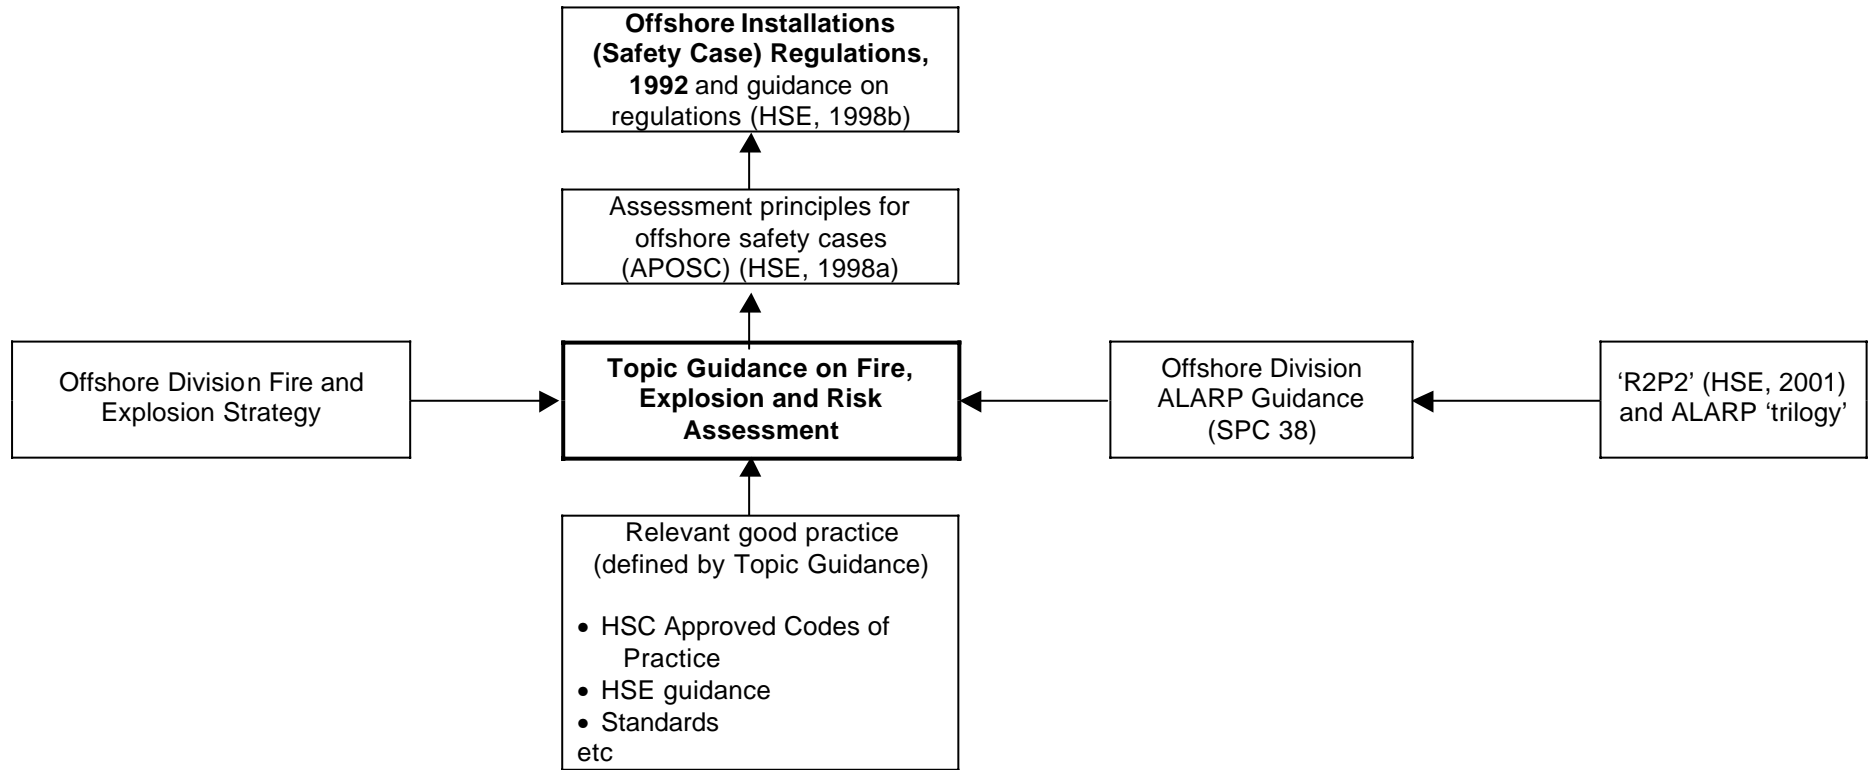 Offshore Installations
(Safety Case) Regulations,
1992 and guidance on
regulations (HSE, 1998b)
Assessment principles for
offshore safety cases
(APOSC) (HSE, 1998a)
Offshore Division Fire and
Explosion Strategy
Topic Guidance on Fire,
Explosion and Risk
Assessment
Offshore Division
ALARP Guidance
(SPC 38)
‘R2P2’ (HSE, 2001)
and ALARP ‘trilogy’
Relevant good practice
(defined by Topic Guidance)
• HSC Approved Codes of
Practice
• HSE guidance
• Standards
etc